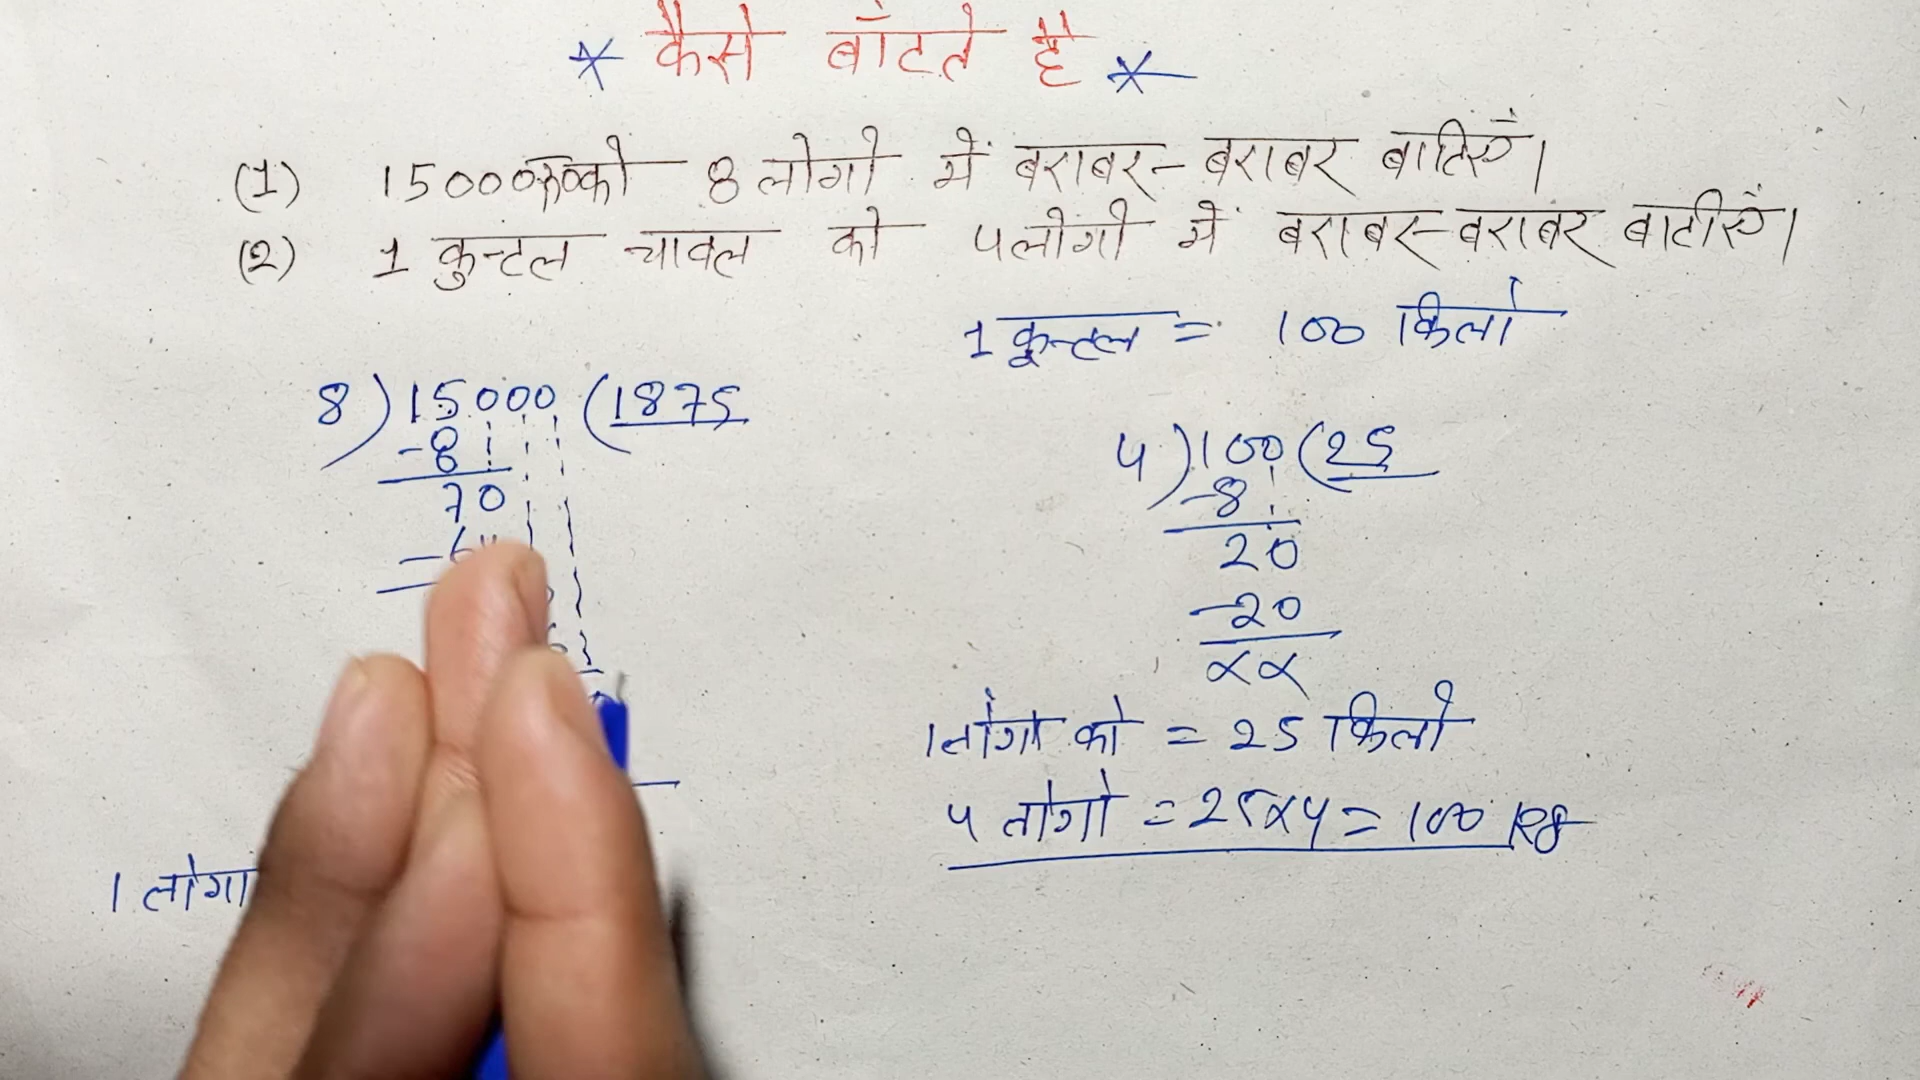 * कैसे बाँटते है *
(1) 15000रू० को 8 लोगो में बराबर-बराबर बाटिएँ।
(2) 1 कुन्टल चावल को 4 लोगो में बराबर-बराबर बाटीएँ।
1 कून्टल = 100 किलो
8 ) 15000 ( 1875
-8
70
4 ) 100 ( 25
-8
20
-20
xx
1 लोगो को = 25 किलो
4 लोगो = 25x4 = 100 kg
1 लोगो